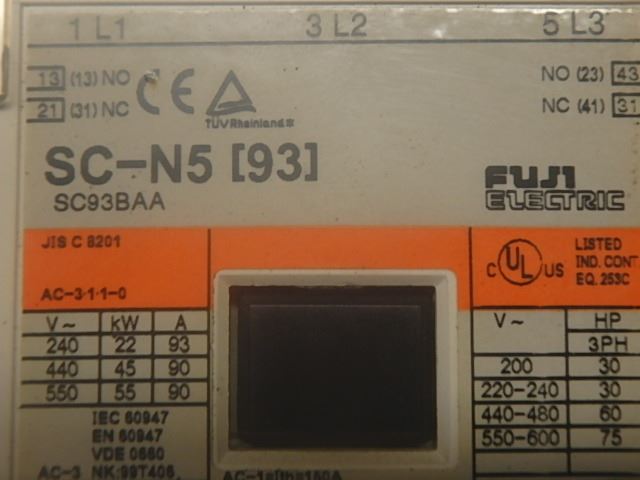 1 L1 3 L2 5 L3
13 (13) NO NO (23) 43
21 (31) NC NC (41) 31
TÜV Rheinland
SC-N5 [93]
SC93BAA
FUJI
ELECTRIC
JIS C 8201
AC-3·1·1-0
C UL US
LISTED
IND. CONT
EQ. 253C
V~ kW A
240 22 93
440 45 90
550 55 90
IEC 60947
EN 60947
VDE 0660
AC-3
V~ HP
3PH
200 30
220-240 30
440-480 60
550-600 75